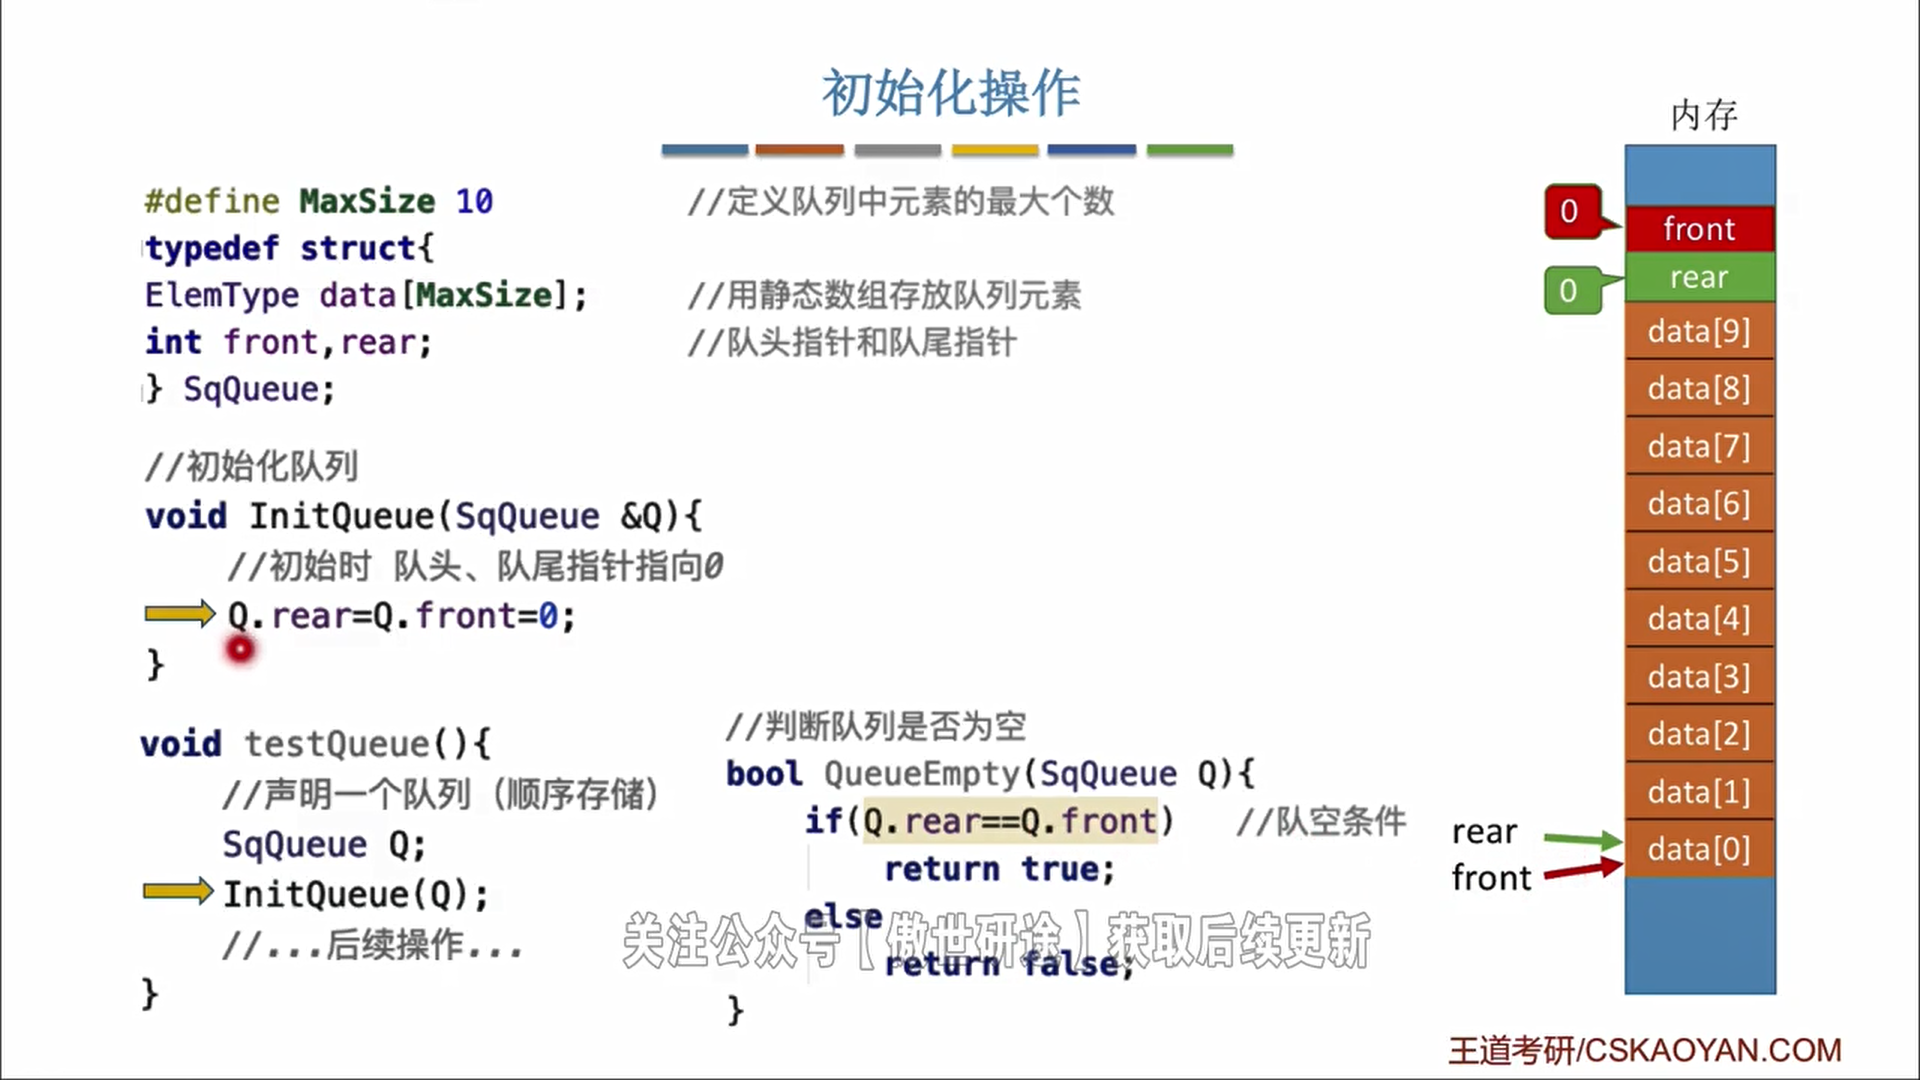 初始化操作
#define MaxSize 10 //定义队列中元素的最大个数
typedef struct{
ElemType data[MaxSize]; //用静态数组存放队列元素
int front,rear; //队头指针和队尾指针
} SqQueue;
//初始化队列
void InitQueue(SqQueue &Q){
//初始时 队头、队尾指针指向0
Q.rear=Q.front=0;
}
void testQueue(){
//声明一个队列（顺序存储）
SqQueue Q;
InitQueue(Q);
//...后续操作...
}
//判断队列是否为空
bool QueueEmpty(SqQueue Q){
if(Q.rear==Q.front) //队空条件
return true;
else
return false;
}
关注公众号【傲世研途】获取后续更新
内存
0
front
0
rear
data[9]
data[8]
data[7]
data[6]
data[5]
data[4]
data[3]
data[2]
data[1]
rear
data[0]
front
王道考研/CSKAOYAN.COM